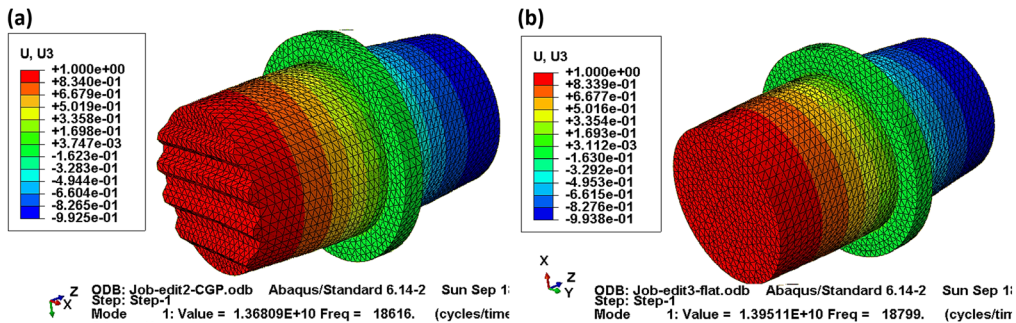 (a)
U, U3
+1.000e+00
+8.340e-01
+6.679e-01
+5.019e-01
+3.358e-01
+1.698e-01
+3.747e-03
-1.623e-01
-3.283e-01
-4.944e-01
-6.604e-01
-8.265e-01
-9.925e-01
Z
X
ODB: Job-edit2-CGP.odb Abaqus/Standard 6.14-2 Sun Sep 18
Step: Step-1
Mode 1: Value = 1.36809E+10 Freq = 18616. (cycles/time
(b)
U, U3
+1.000e+00
+8.339e-01
+6.677e-01
+5.016e-01
+3.354e-01
+1.693e-01
+3.112e-03
-1.630e-01
-3.292e-01
-4.953e-01
-6.615e-01
-8.276e-01
-9.938e-01
X
Z
Y
ODB: Job-edit3-flat.odb Abaqus/Standard 6.14-2 Sun Sep 18
Step: Step-1
Mode 1: Value = 1.39511E+10 Freq = 18799. (cycles/tim